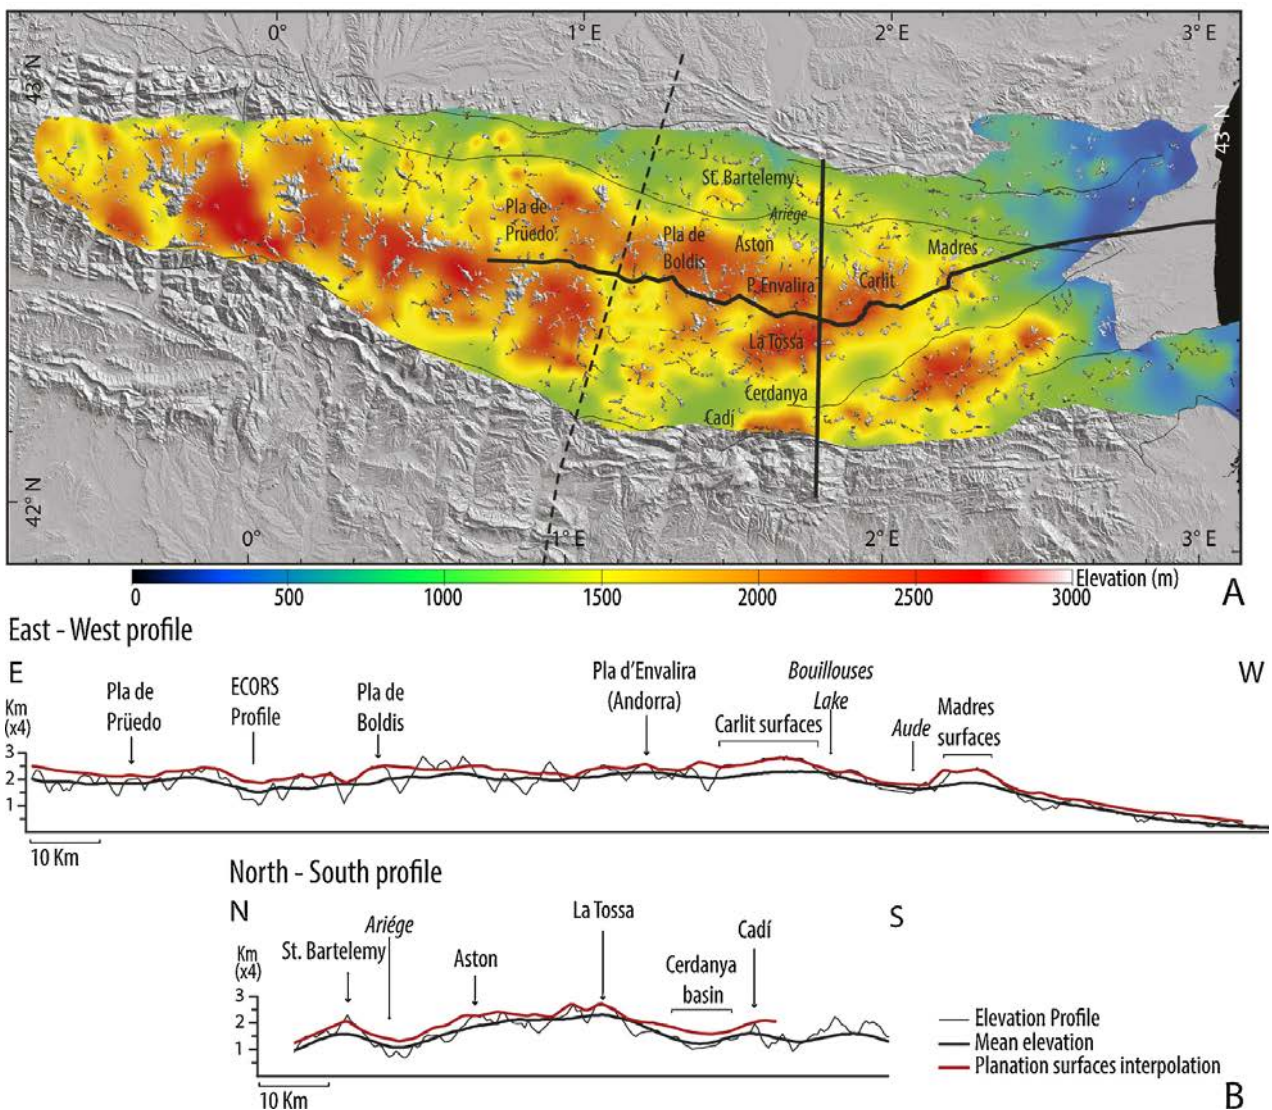 0°
1° E
2° E
3° E
43° N
43° N
St. Bartelemy
Pla de
Prüedo
Ariége
Pla de
Boldis
Aston
Madres
P. Envalira
Carlit
La Tossa
Cerdanya
Cadí
42° N
0°
1° E
2° E
3° E
0
500
1000
1500
2000
2500
3000
Elevation (m)
A
East - West profile
E
W
Km
(x4)
3
2
1
Pla de
Prüedo
ECORS
Profile
Pla de
Boldis
Pla d'Envalira
(Andorra)
Carlit surfaces
Bouillouses
Lake
Aude
Madres
surfaces
10 Km
North - South profile
N
S
Km
(x4)
3
2
1
St. Bartelemy
Ariége
Aston
La Tossa
Cerdanya
basin
Cadí
10 Km
Elevation Profile
Mean elevation
Planation surfaces interpolation
B